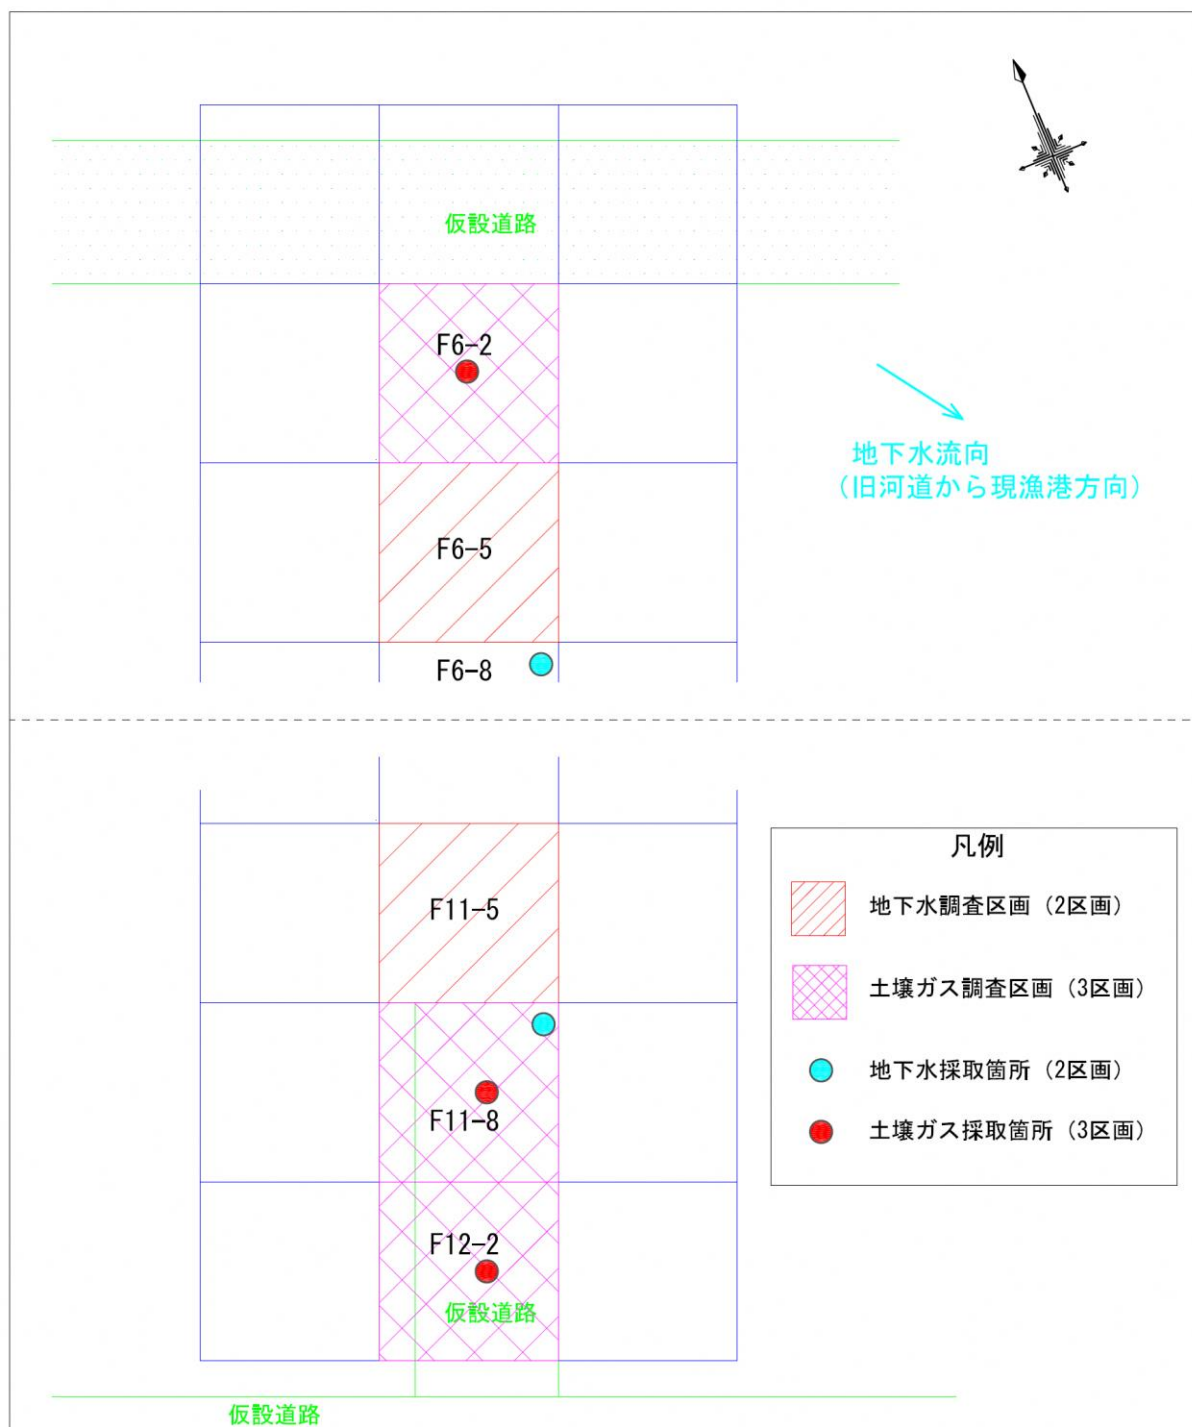 仮設道路
F6-2
地下水流向
（旧河道から現漁港方向）
F6-5
F6-8
F11-5
F11-8
F12-2
仮設道路
仮設道路
凡例
地下水調査区画（2区画）
土壌ガス調査区画（3区画）
地下水採取箇所（2区画）
土壌ガス採取箇所（3区画）